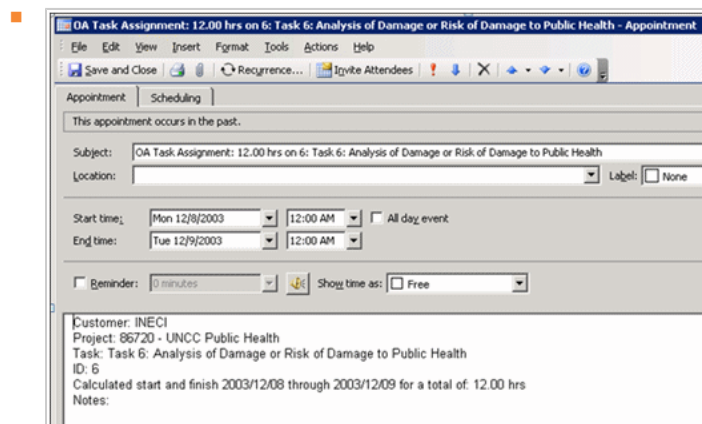 OA Task Assignment: 12.00 hrs on 6: Task 6: Analysis of Damage or Risk of Damage to Public Health - Appointment
File Edit View Insert Format Tools Actions Help
Save and Close Recurrence... Invite Attendees
Appointment Scheduling
This appointment occurs in the past.
Subject: OA Task Assignment: 12.00 hrs on 6: Task 6: Analysis of Damage or Risk of Damage to Public Health
Location: Label: None
Start time: Mon 12/8/2003 12:00 AM All day event
End time: Tue 12/9/2003 12:00 AM
Reminder: 0 minutes Show time as: Free
Customer: INECI
Project: 86720 - UNCC Public Health
Task: Task 6: Analysis of Damage or Risk of Damage to Public Health
ID: 6
Calculated start and finish 2003/12/08 through 2003/12/09 for a total of: 12.00 hrs
Notes: